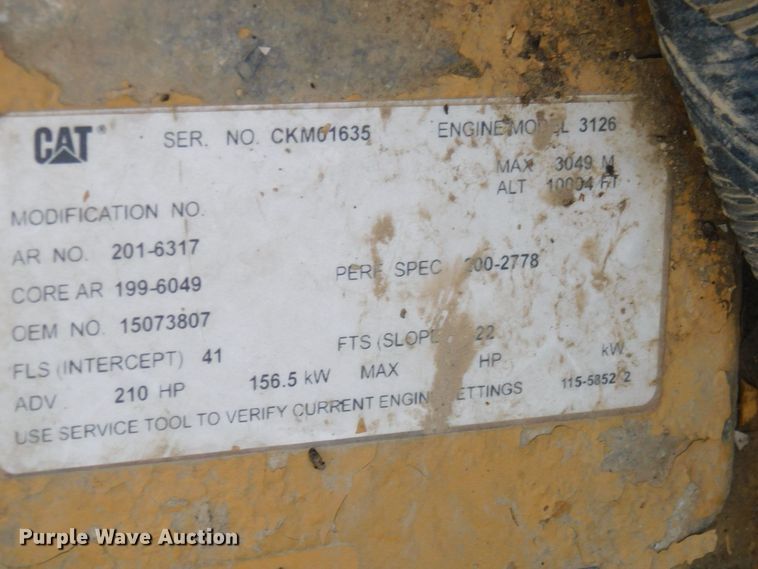 CAT® SER. NO. CKM01635 ENGINE MODEL 3126
MAX 3049 M
ALT 10004 FT
MODIFICATION NO.
AR NO. 201-6317
CORE AR 199-6049 PERF SPEC 200-2778
OEM NO. 15073807
FLS (INTERCEPT) 41 FTS (SLOPE 22
ADV 210 HP 156.5 kW MAX HP kW
USE SERVICE TOOL TO VERIFY CURRENT ENGINE SETTINGS 115-5852 2
Purple Wave Auction